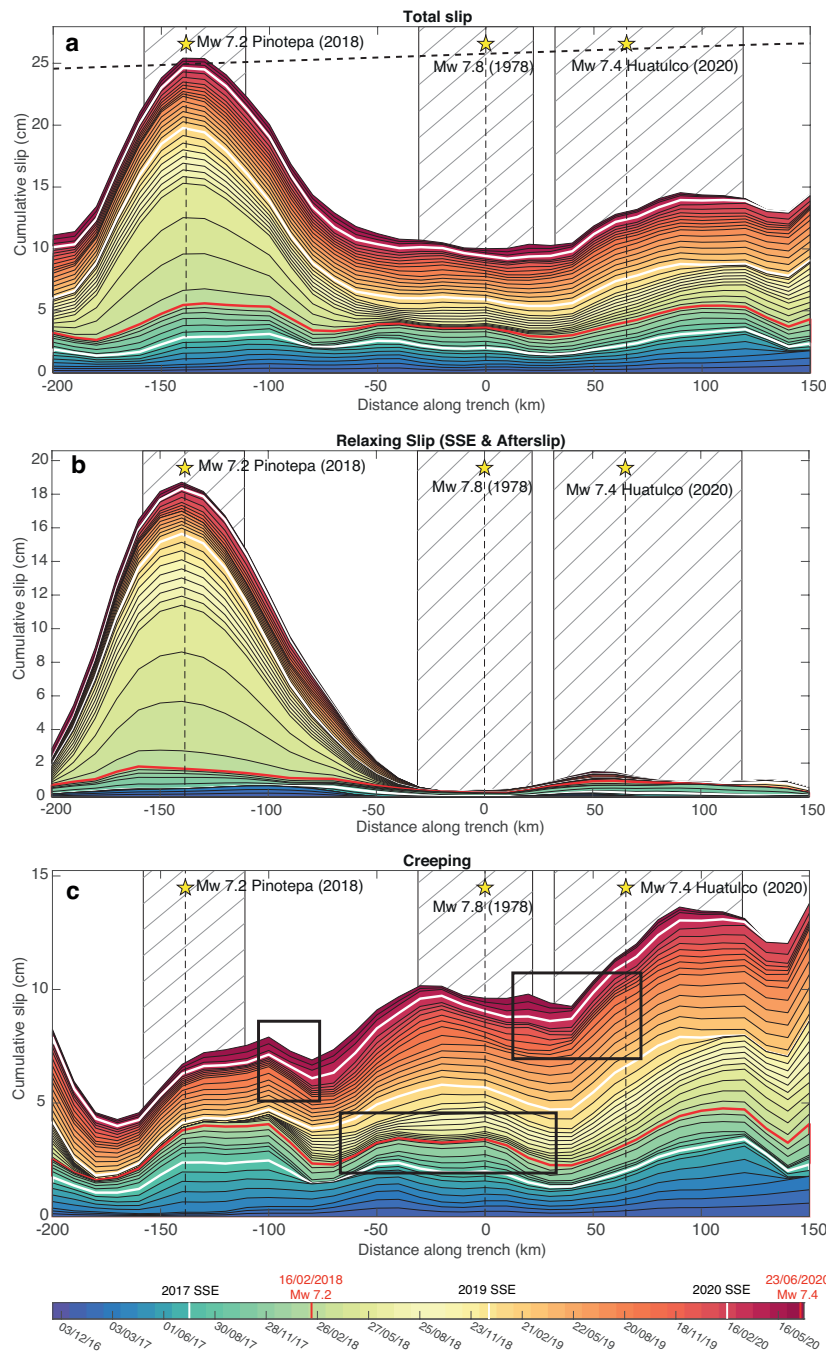 Total slip
a
Mw 7.2 Pinotepa (2018)
Mw 7.8 (1978)
Mw 7.4 Huatulco (2020)
Cumulative slip (cm)
25
20
15
10
5
0
-200 -150 -100 -50 0 50 100 150
Distance along trench (km)
Relaxing Slip (SSE & Afterslip)
b
Mw 7.2 Pinotepa (2018)
Mw 7.8 (1978)
Mw 7.4 Huatulco (2020)
Cumulative slip (cm)
20
18
16
14
12
10
8
6
4
2
0
-200 -150 -100 -50 0 50 100 150
Distance along trench (km)
Creeping
c
Mw 7.2 Pinotepa (2018)
Mw 7.8 (1978)
Mw 7.4 Huatulco (2020)
Cumulative slip (cm)
15
10
5
0
-200 -150 -100 -50 0 50 100 150
Distance along trench (km)
2017 SSE
16/02/2018
Mw 7.2
2019 SSE
2020 SSE
23/06/2020
Mw 7.4
03/12/16 03/03/17 01/06/17 30/08/17 28/11/17 26/02/18 27/05/18 25/08/18 23/11/18 21/02/19 22/05/19 20/08/19 18/11/19 16/02/20 16/05/20